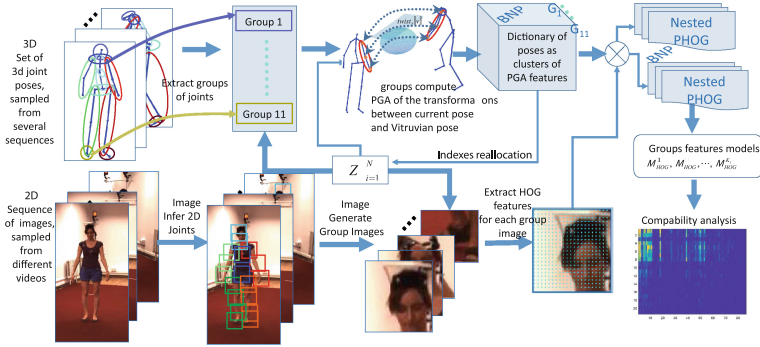 3D
Set of
3d joint
poses,
sampled
from
several
sequences
Extract groups
of joints
Group 1
Group 11
twist,
groups compute
PGA of the transforma ons
between current pose
and Vitruvian pose
BNP
G1
G11
Dictionary of
poses as
clusters of
PGA features
Nested
PHOG
BNP
Nested
PHOG
Groups features models
Indexes reallocation
Z N i=1
2D
Sequence
of images,
sampled
from
different
videos
Image
Infer 2D
Joints
Image
Generate
Group Images
Extract HOG
features
for each group
image
Compability analysis